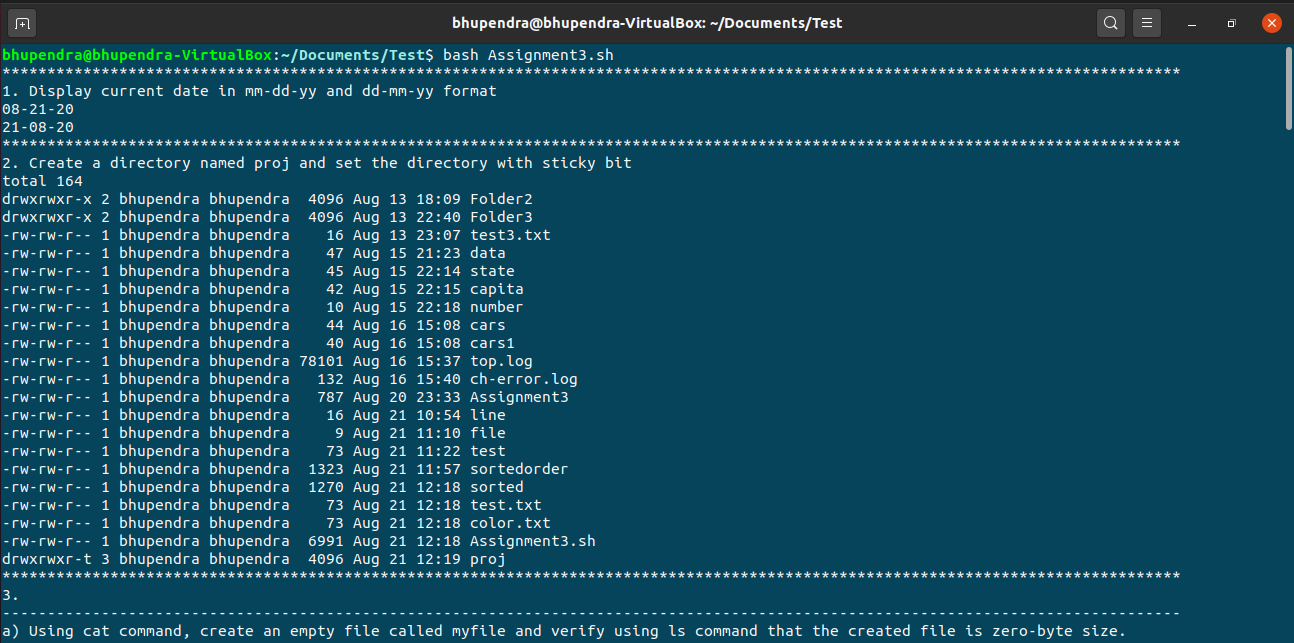 bhupendra@bhupendra-VirtualBox: ~/Documents/Test
bhupendra@bhupendra-VirtualBox:~/Documents/Test$ bash Assignment3.sh
***********************************************************************************************************************************
1. Display current date in mm-dd-yy and dd-mm-yy format
08-21-20
21-08-20
***********************************************************************************************************************************
2. Create a directory named proj and set the directory with sticky bit
total 164
drwxrwxr-x 2 bhupendra bhupendra  4096 Aug 13 18:09 Folder2
drwxrwxr-x 2 bhupendra bhupendra  4096 Aug 13 22:40 Folder3
-rw-rw-r-- 1 bhupendra bhupendra    16 Aug 13 23:07 test3.txt
-rw-rw-r-- 1 bhupendra bhupendra    47 Aug 15 21:23 data
-rw-rw-r-- 1 bhupendra bhupendra    45 Aug 15 22:14 state
-rw-rw-r-- 1 bhupendra bhupendra    42 Aug 15 22:15 capita
-rw-rw-r-- 1 bhupendra bhupendra    10 Aug 15 22:18 number
-rw-rw-r-- 1 bhupendra bhupendra    44 Aug 16 15:08 cars
-rw-rw-r-- 1 bhupendra bhupendra    40 Aug 16 15:08 cars1
-rw-rw-r-- 1 bhupendra bhupendra 78101 Aug 16 15:37 top.log
-rw-rw-r-- 1 bhupendra bhupendra   132 Aug 16 15:40 ch-error.log
-rw-rw-r-- 1 bhupendra bhupendra   787 Aug 20 23:33 Assignment3
-rw-rw-r-- 1 bhupendra bhupendra    16 Aug 21 10:54 line
-rw-rw-r-- 1 bhupendra bhupendra     9 Aug 21 11:10 file
-rw-rw-r-- 1 bhupendra bhupendra    73 Aug 21 11:22 test
-rw-rw-r-- 1 bhupendra bhupendra  1323 Aug 21 11:57 sortedorder
-rw-rw-r-- 1 bhupendra bhupendra  1270 Aug 21 12:18 sorted
-rw-rw-r-- 1 bhupendra bhupendra    73 Aug 21 12:18 test.txt
-rw-rw-r-- 1 bhupendra bhupendra    73 Aug 21 12:18 color.txt
-rw-rw-r-- 1 bhupendra bhupendra  6991 Aug 21 12:18 Assignment3.sh
drwxrwxr-t 3 bhupendra bhupendra  4096 Aug 21 12:19 proj
***********************************************************************************************************************************
3.
-----------------------------------------------------------------------------------------------------------------------------------
a) Using cat command, create an empty file called myfile and verify using ls command that the created file is zero-byte size.